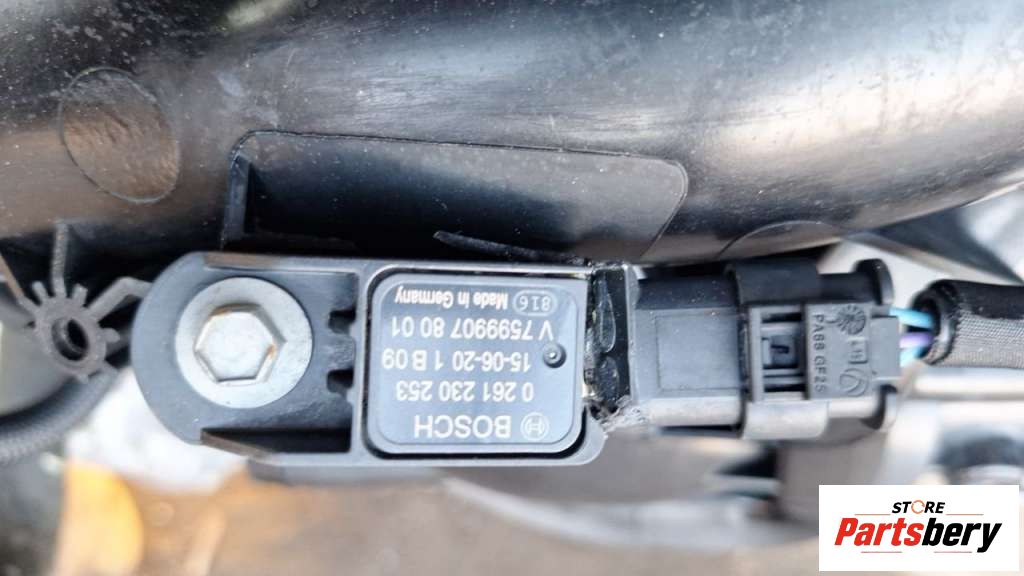 BOSCH
0 261 230 253
15-06-20 1 B 09
V 7599907 80 01
816 Made in Germany
PA66 GF25
STORE
Partsbery